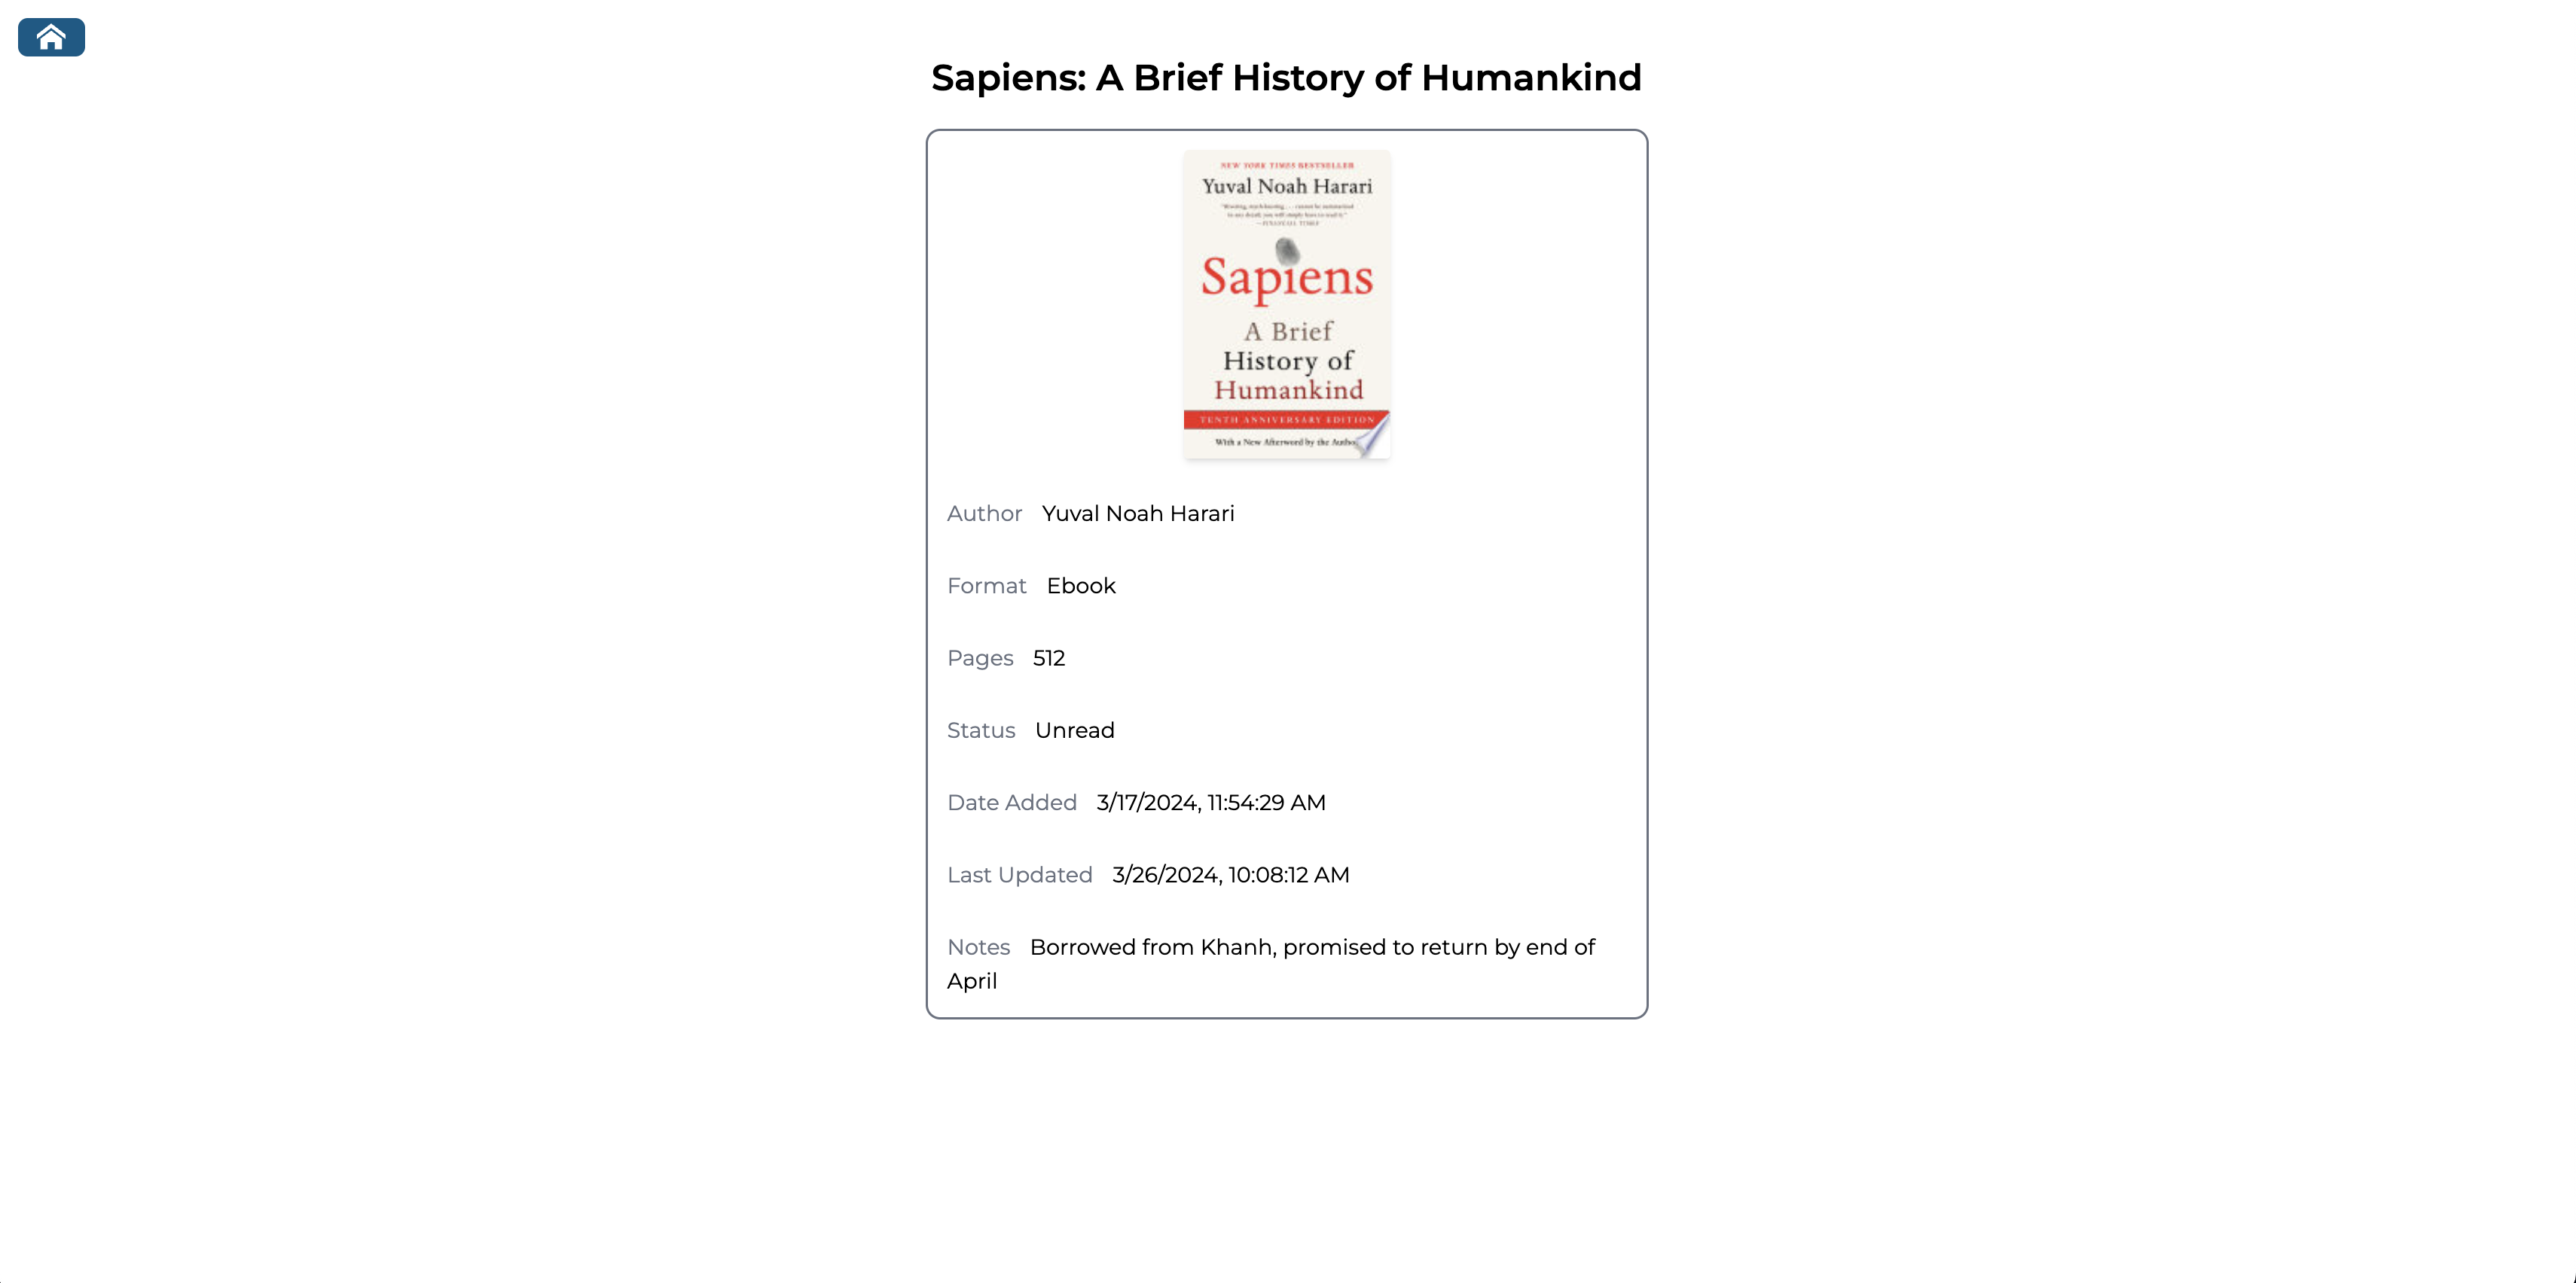 Sapiens: A Brief History of Humankind
NEW YORK TIMES BESTSELLER
Yuval Noah Harari
—FINANCIAL TIMES
Sapiens
A Brief
History of
Humankind
TENTH ANNIVERSARY EDITION
With a New Afterword by the Autho
Author Yuval Noah Harari
Format Ebook
Pages 512
Status Unread
Date Added 3/17/2024, 11:54:29 AM
Last Updated 3/26/2024, 10:08:12 AM
Notes Borrowed from Khanh, promised to return by end of
April